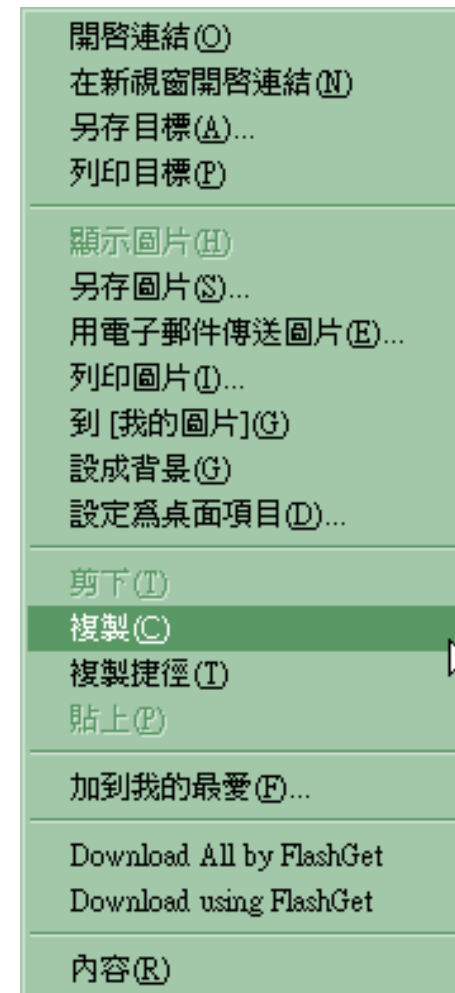 開啓連結(O)
在新視窗開啓連結(N)
另存目標(A)...
列印目標(P)
顯示圖片(H)
另存圖片(S)...
用電子郵件傳送圖片(E)...
列印圖片(I)...
到 [我的圖片](G)
設成背景(G)
設定爲桌面項目(D)...
剪下(T)
複製(C)
複製捷徑(T)
貼上(P)
加到我的最愛(F)...
Download All by FlashGet
Download using FlashGet
內容(R)